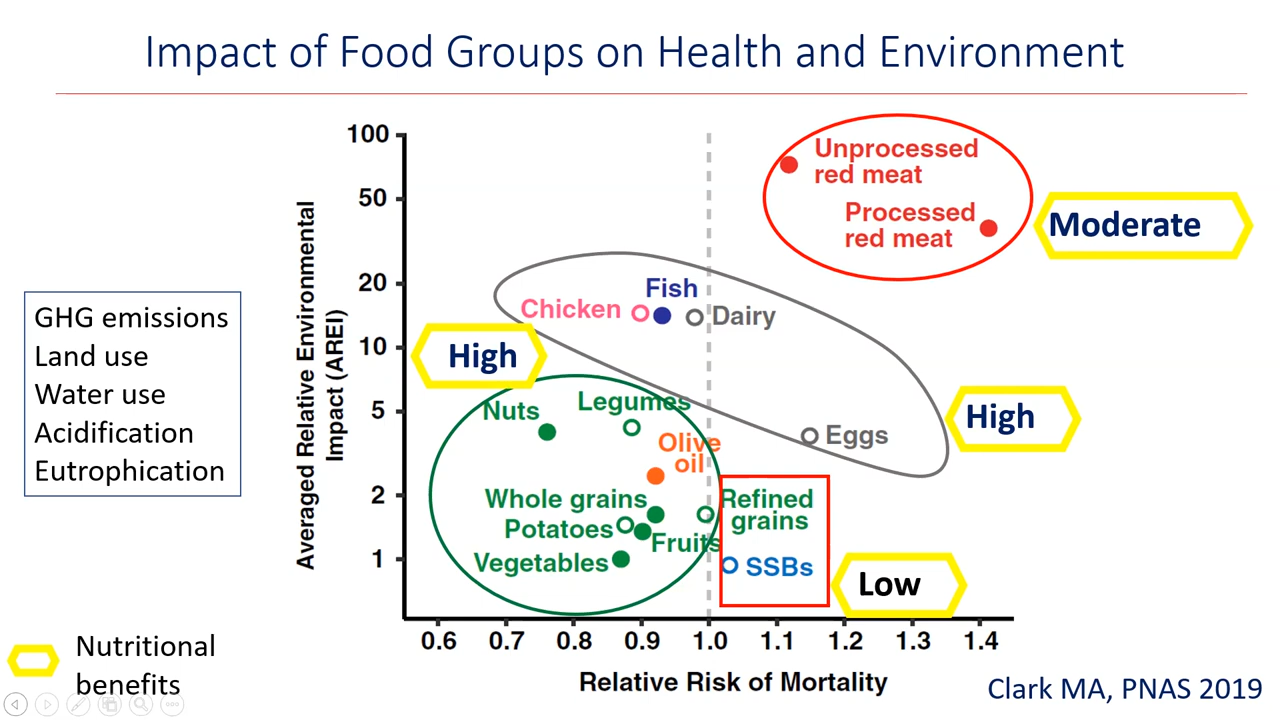 Impact of Food Groups on Health and Environment
GHG emissions
Land use
Water use
Acidification
Eutrophication
Averaged Relative Environmental
Impact (AREI)
100
50
20
10
5
2
1
Unprocessed
red meat
Processed
red meat
Moderate
Fish
Chicken
Dairy
High
High
Nuts
Legumes
Eggs
Olive
oil
Whole grains
Refined
grains
Potatoes
Fruits
Vegetables
SSBs
Low
0.6 0.7 0.8 0.9 1.0 1.1 1.2 1.3 1.4
Relative Risk of Mortality
Nutritional
benefits
Clark MA, PNAS 2019